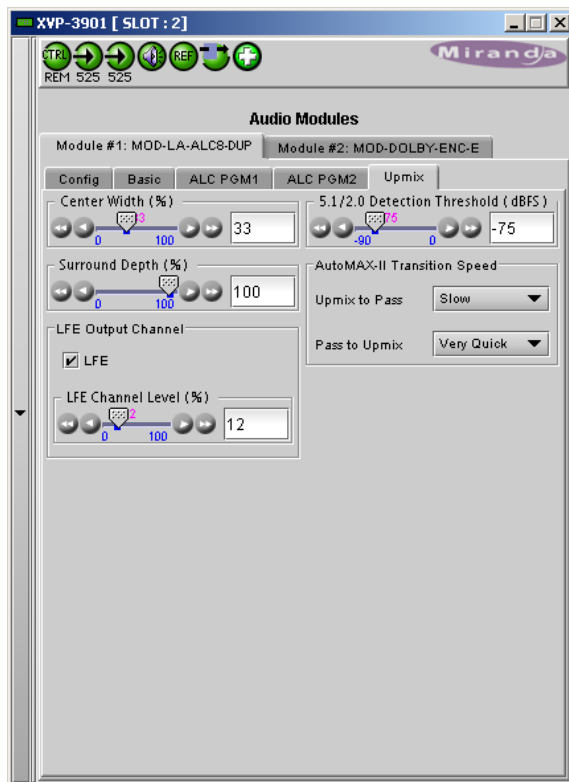 XVP-3901 [ SLOT : 2]
CTRL REF
REM 525 525
Miranda
Audio Modules
Module #1: MOD-LA-ALC8-DUP Module #2: MOD-DOLBY-ENC-E
Config Basic ALC PGM1 ALC PGM2 Upmix
Center Width (%)
33
0 100
5.1/2.0 Detection Threshold ( dBFS )
-75
-90 0
Surround Depth (%)
100
0 100
AutoMAX-II Transition Speed
Upmix to Pass Slow
Pass to Upmix Very Quick
LFE Output Channel
LFE
LFE Channel Level (%)
12
0 100